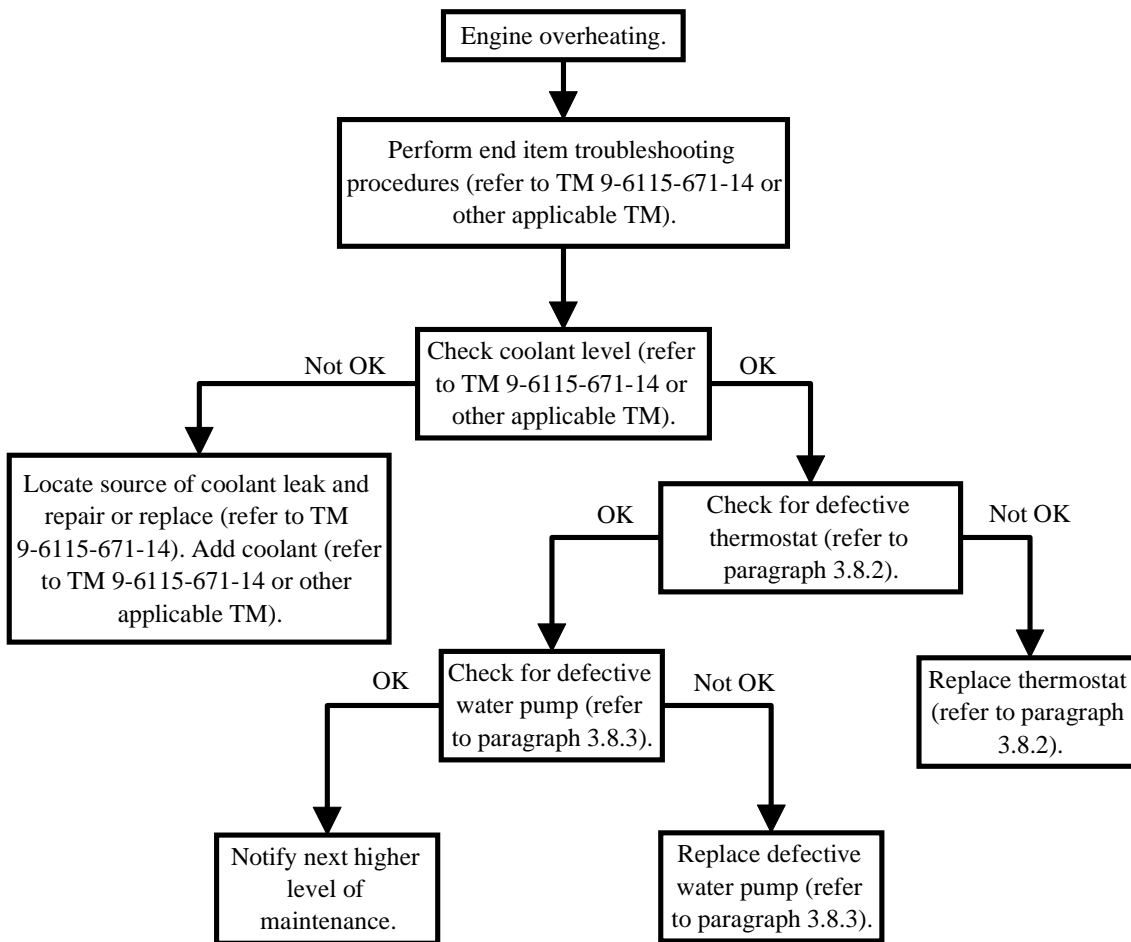 Engine overheating.
Perform end item troubleshooting
procedures (refer to TM 9-6115-671-14 or
other applicable TM).
Check coolant level (refer
to TM 9-6115-671-14 or
other applicable TM).
Not OK
OK
Locate source of coolant leak and
repair or replace (refer to TM
9-6115-671-14). Add coolant (refer
to TM 9-6115-671-14 or other
applicable TM).
Check for defective
thermostat (refer to
paragraph 3.8.2).
OK
Not OK
Check for defective
water pump (refer
to paragraph 3.8.3).
OK
Not OK
Replace thermostat
(refer to paragraph
3.8.2).
Notify next higher
level of
maintenance.
Replace defective
water pump (refer
to paragraph 3.8.3).